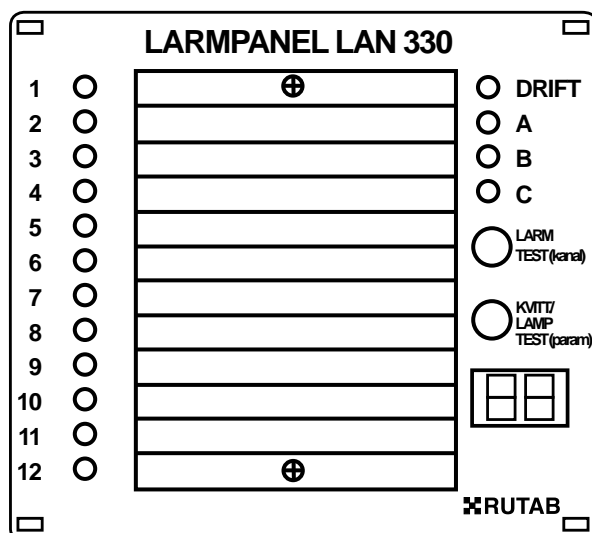 LARMPANEL LAN 330
1
2
3
4
5
6
7
8
9
10
11
12
DRIFT
A
B
C
LARM
TEST(kanal)
KVITT/
LAMP
TEST(param)
RUTAB